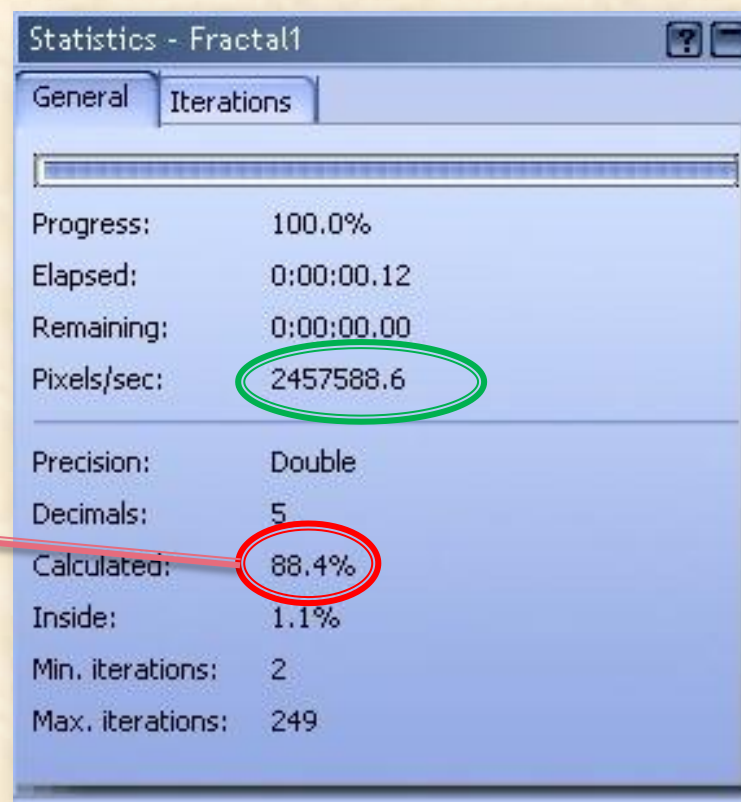 Statistics - Fractal1
General Iterations
Progress: 100.0%
Elapsed: 0:00:00.12
Remaining: 0:00:00.00
Pixels/sec: 2457588.6
Precision: Double
Decimals: 5
Calculated: 88.4%
Inside: 1.1%
Min. iterations: 2
Max. iterations: 249